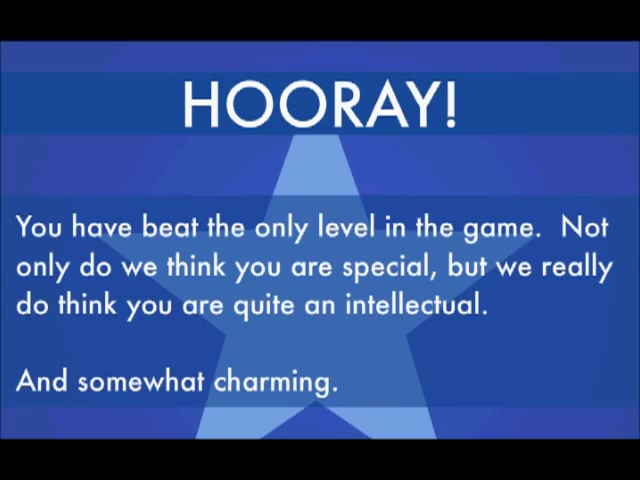 HOORAY!
You have beat the only level in the game.  Not
only do we think you are special, but we really
do think you are quite an intellectual.
And somewhat charming.